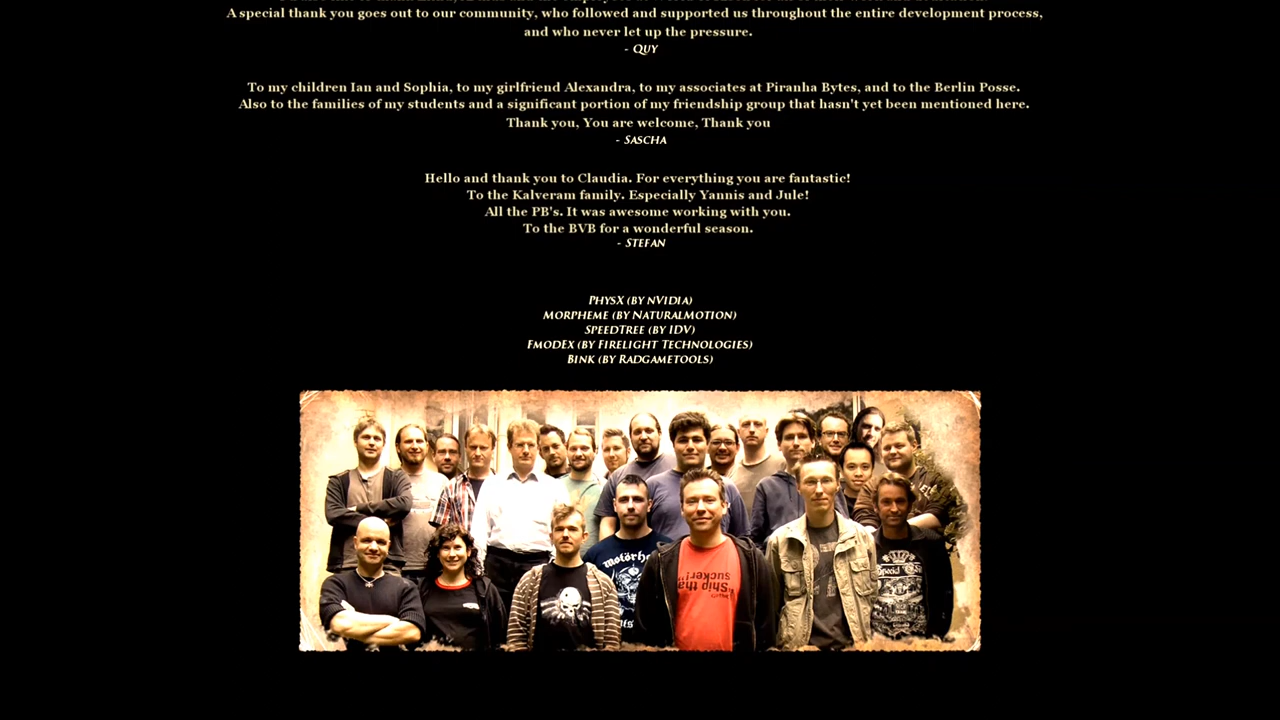 A special thank you goes out to our community, who followed and supported us throughout the entire development process,
and who never let up the pressure.
- Quy
To my children Ian and Sophia, to my girlfriend Alexandra, to my associates at Piranha Bytes, and to the Berlin Posse.
Also to the families of my students and a significant portion of my friendship group that hasn't yet been mentioned here.
Thank you, You are welcome, Thank you
- Sascha
Hello and thank you to Claudia. For everything you are fantastic!
To the Kalveram family. Especially Yannis and Jule!
All the PB's. It was awesome working with you.
To the BVB for a wonderful season.
- Stefan
PhysX (by nVidia)
Morpheme (by NaturalMotion)
SpeedTree (by IDV)
FmodEx (by Firelight Technologies)
Bink (by Radgametools)
Motörhe
"Ship tha
sucker!"
Special